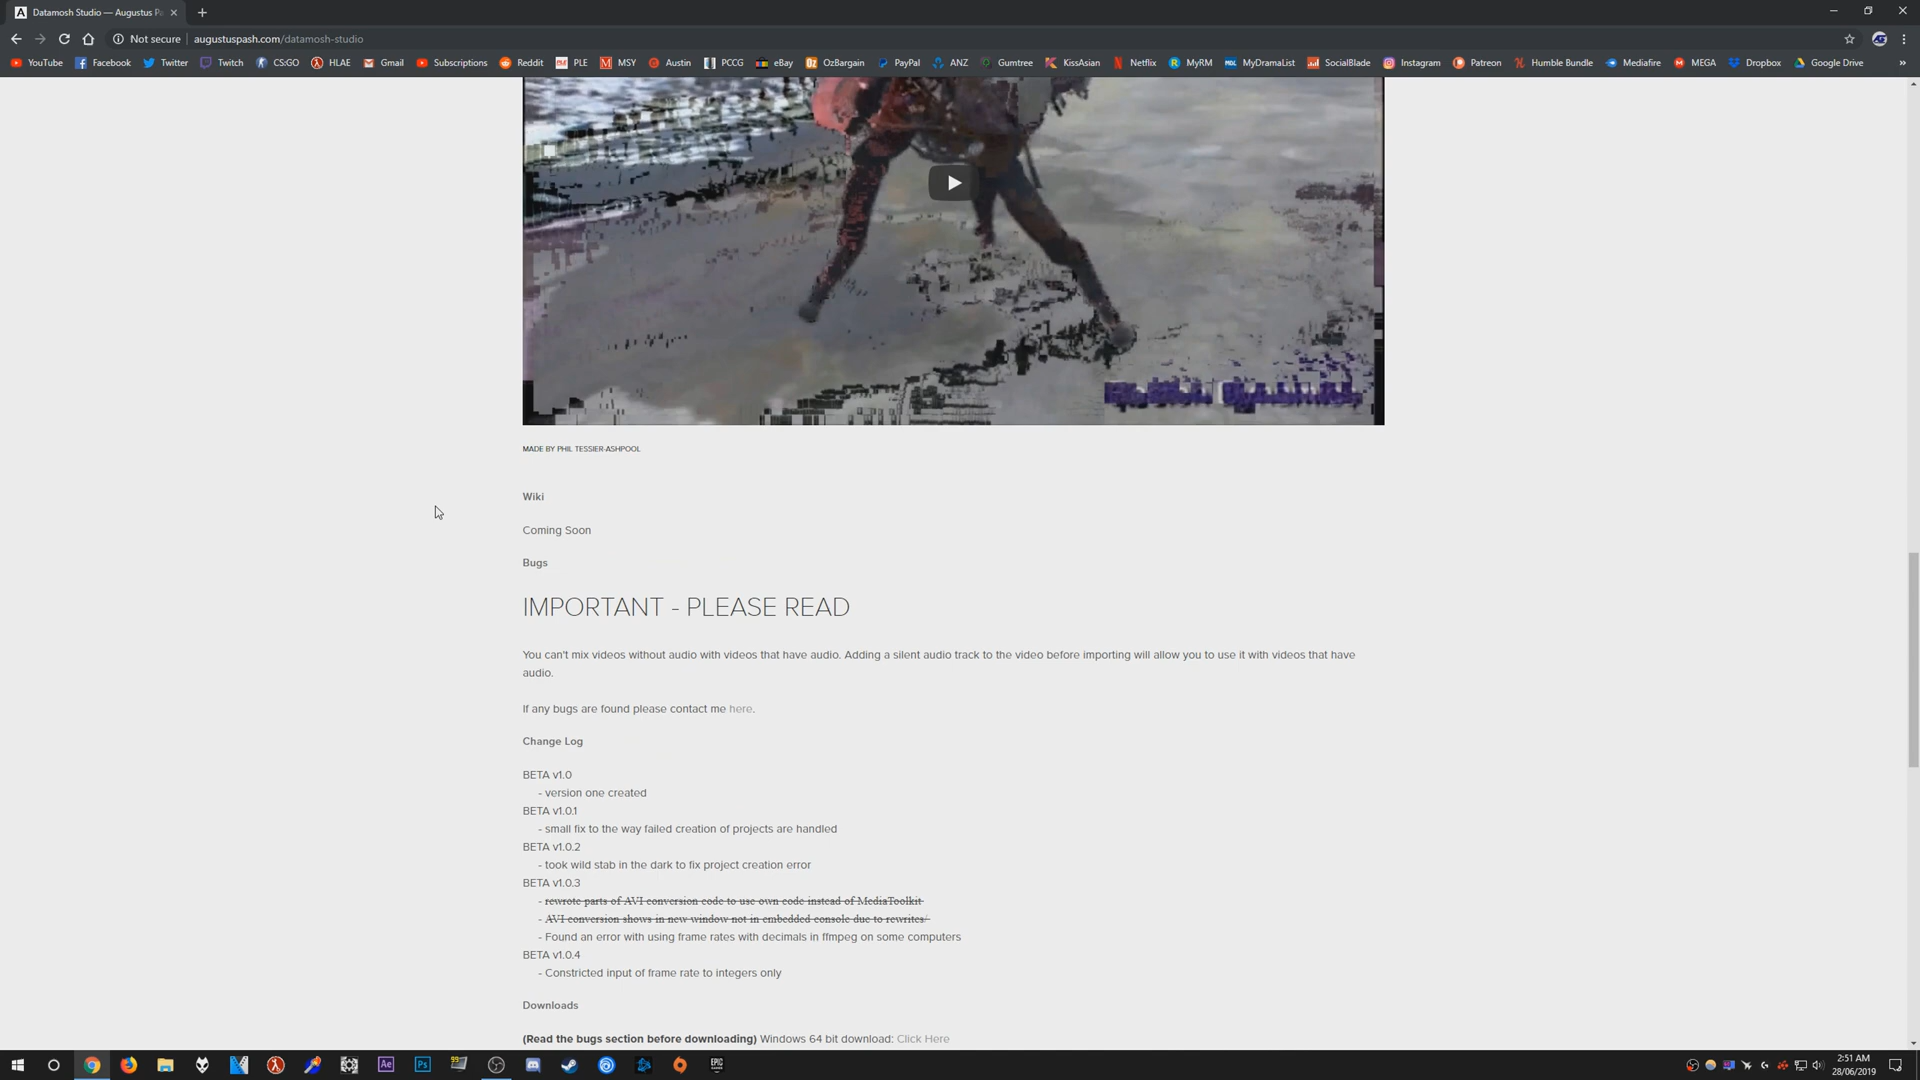 Datamosh Studio — Augustus Pa
Not secure augustuspash.com/datamosh-studio
YouTube Facebook Twitter Twitch CS:GO HLAE Gmail Subscriptions Reddit PLE MSY Austin PCCG eBay OzBargain PayPal ANZ Gumtree KissAsian Netflix MyRM MyDramaList SocialBlade Instagram Patreon Humble Bundle Mediafire MEGA Dropbox Google Drive »
MADE BY PHIL TESSIER-ASHPOOL
Wiki
Coming Soon
Bugs
IMPORTANT - PLEASE READ
You can't mix videos without audio with videos that have audo. Adding a silent audio track to the video before importing will allow you to use it with videos that have
audio.
If any bugs are found please contact me here.
Change Log
BETA v1.0
- version one created
BETA v1.0.1
- small fix to the way failed creation of projects are handled
BETA v1.0.2
- took wild stab in the dark to fix project creation error
BETA v1.0.3
- rewrote parts of AVI conversion code to use own code instead of MediaToolkit
- AVI conversion shows in new window not in embedded console due to rewrites/
- Found an error with using frame rates with decimals in ffmpeg on some computers
BETA v1.0.4
- Constricted input of frame rate to integers only
Downloads
(Read the bugs section before downloading) Windows 64 bit download: Click Here
2:51 AM
28/06/2019